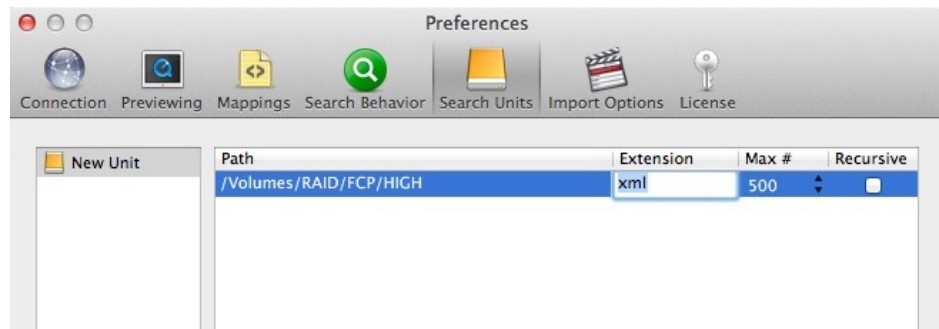 Preferences
Connection Previewing Mappings Search Behavior Search Units Import Options License
New Unit Path Extension Max # Recursive
/Volumes/RAID/FCP/HIGH xml 500